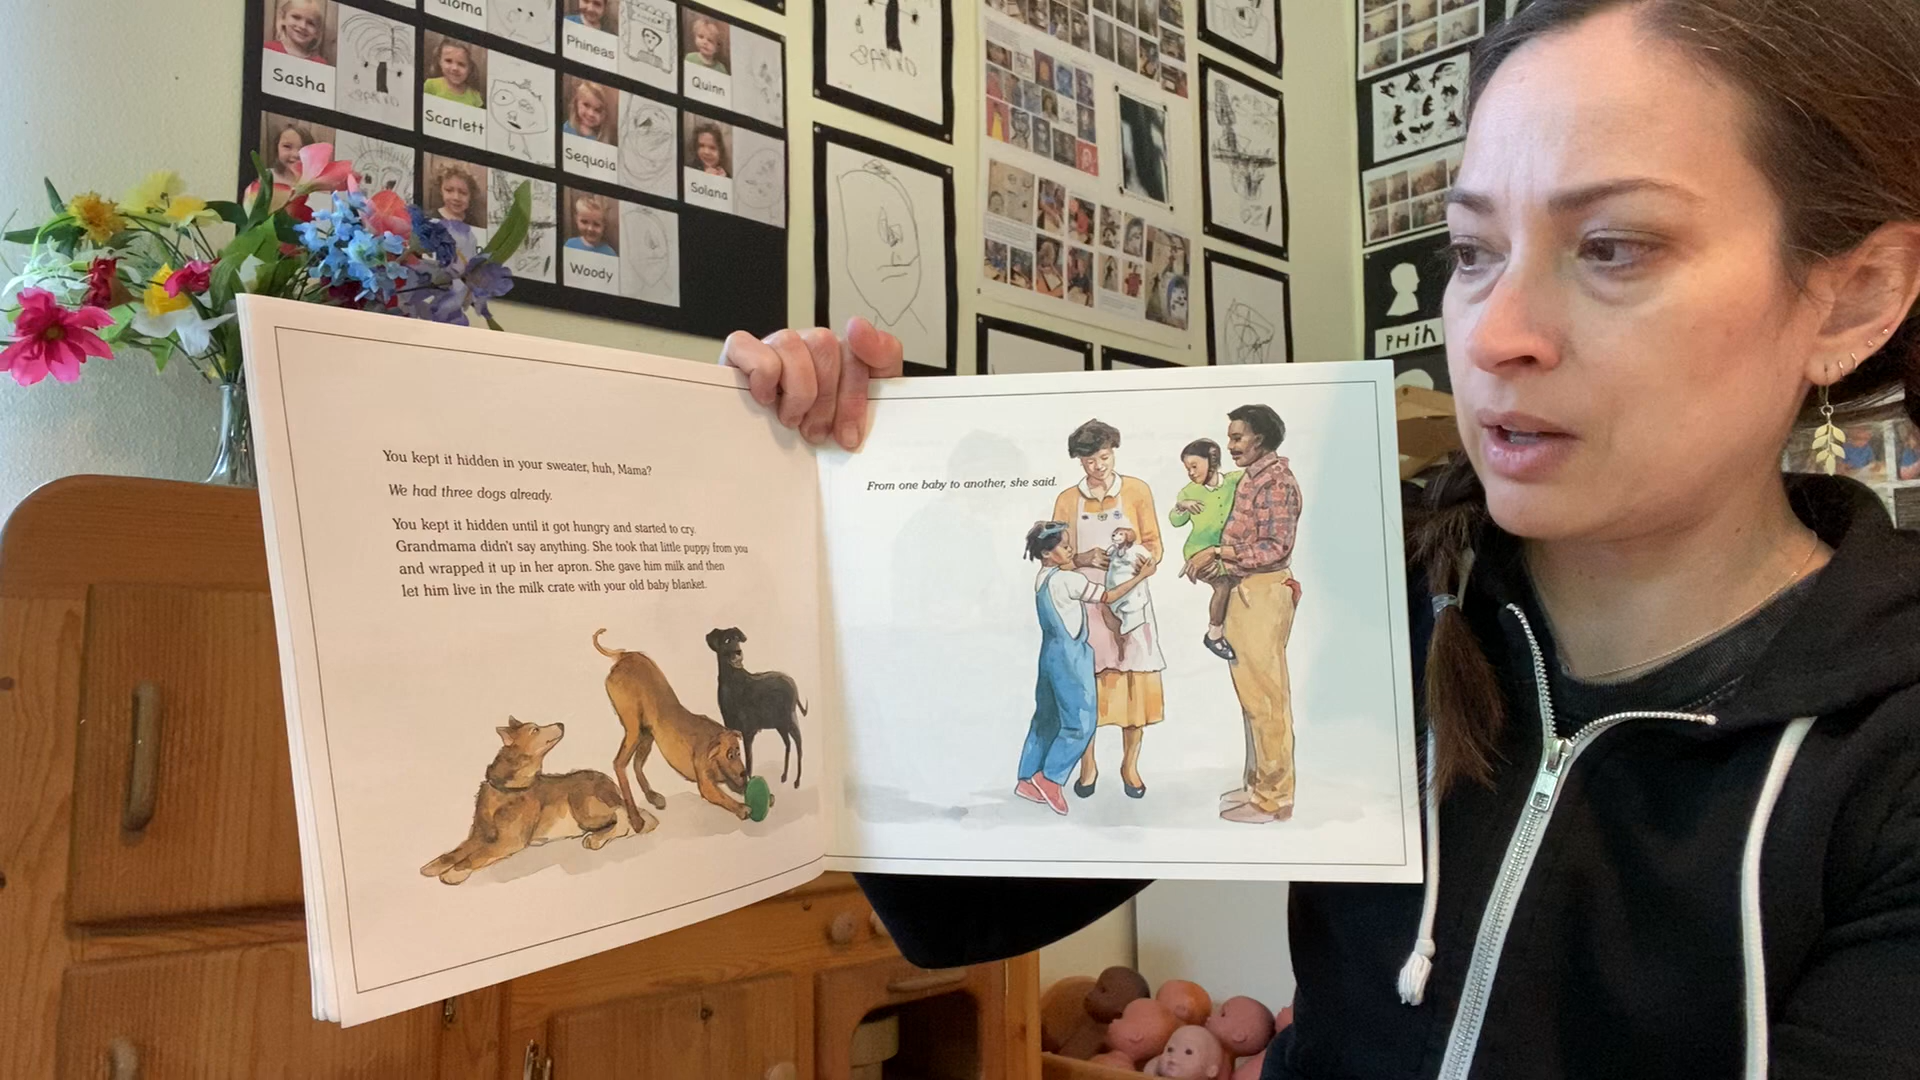 aloma
Phineas
Quinn
Sasha
Scarlett
Sequoia
Solana
Woody
PHIN
You kept it hidden in your sweater, huh, Mama?
We had three dogs already.
You kept it hidden until it got hungry and started to cry.
Grandmama didn't say anything. She took that little puppy from you
and wrapped it up in her apron. She gave him milk and then
let him live in the milk crate with your old baby blanket.
From one baby to another, she said.